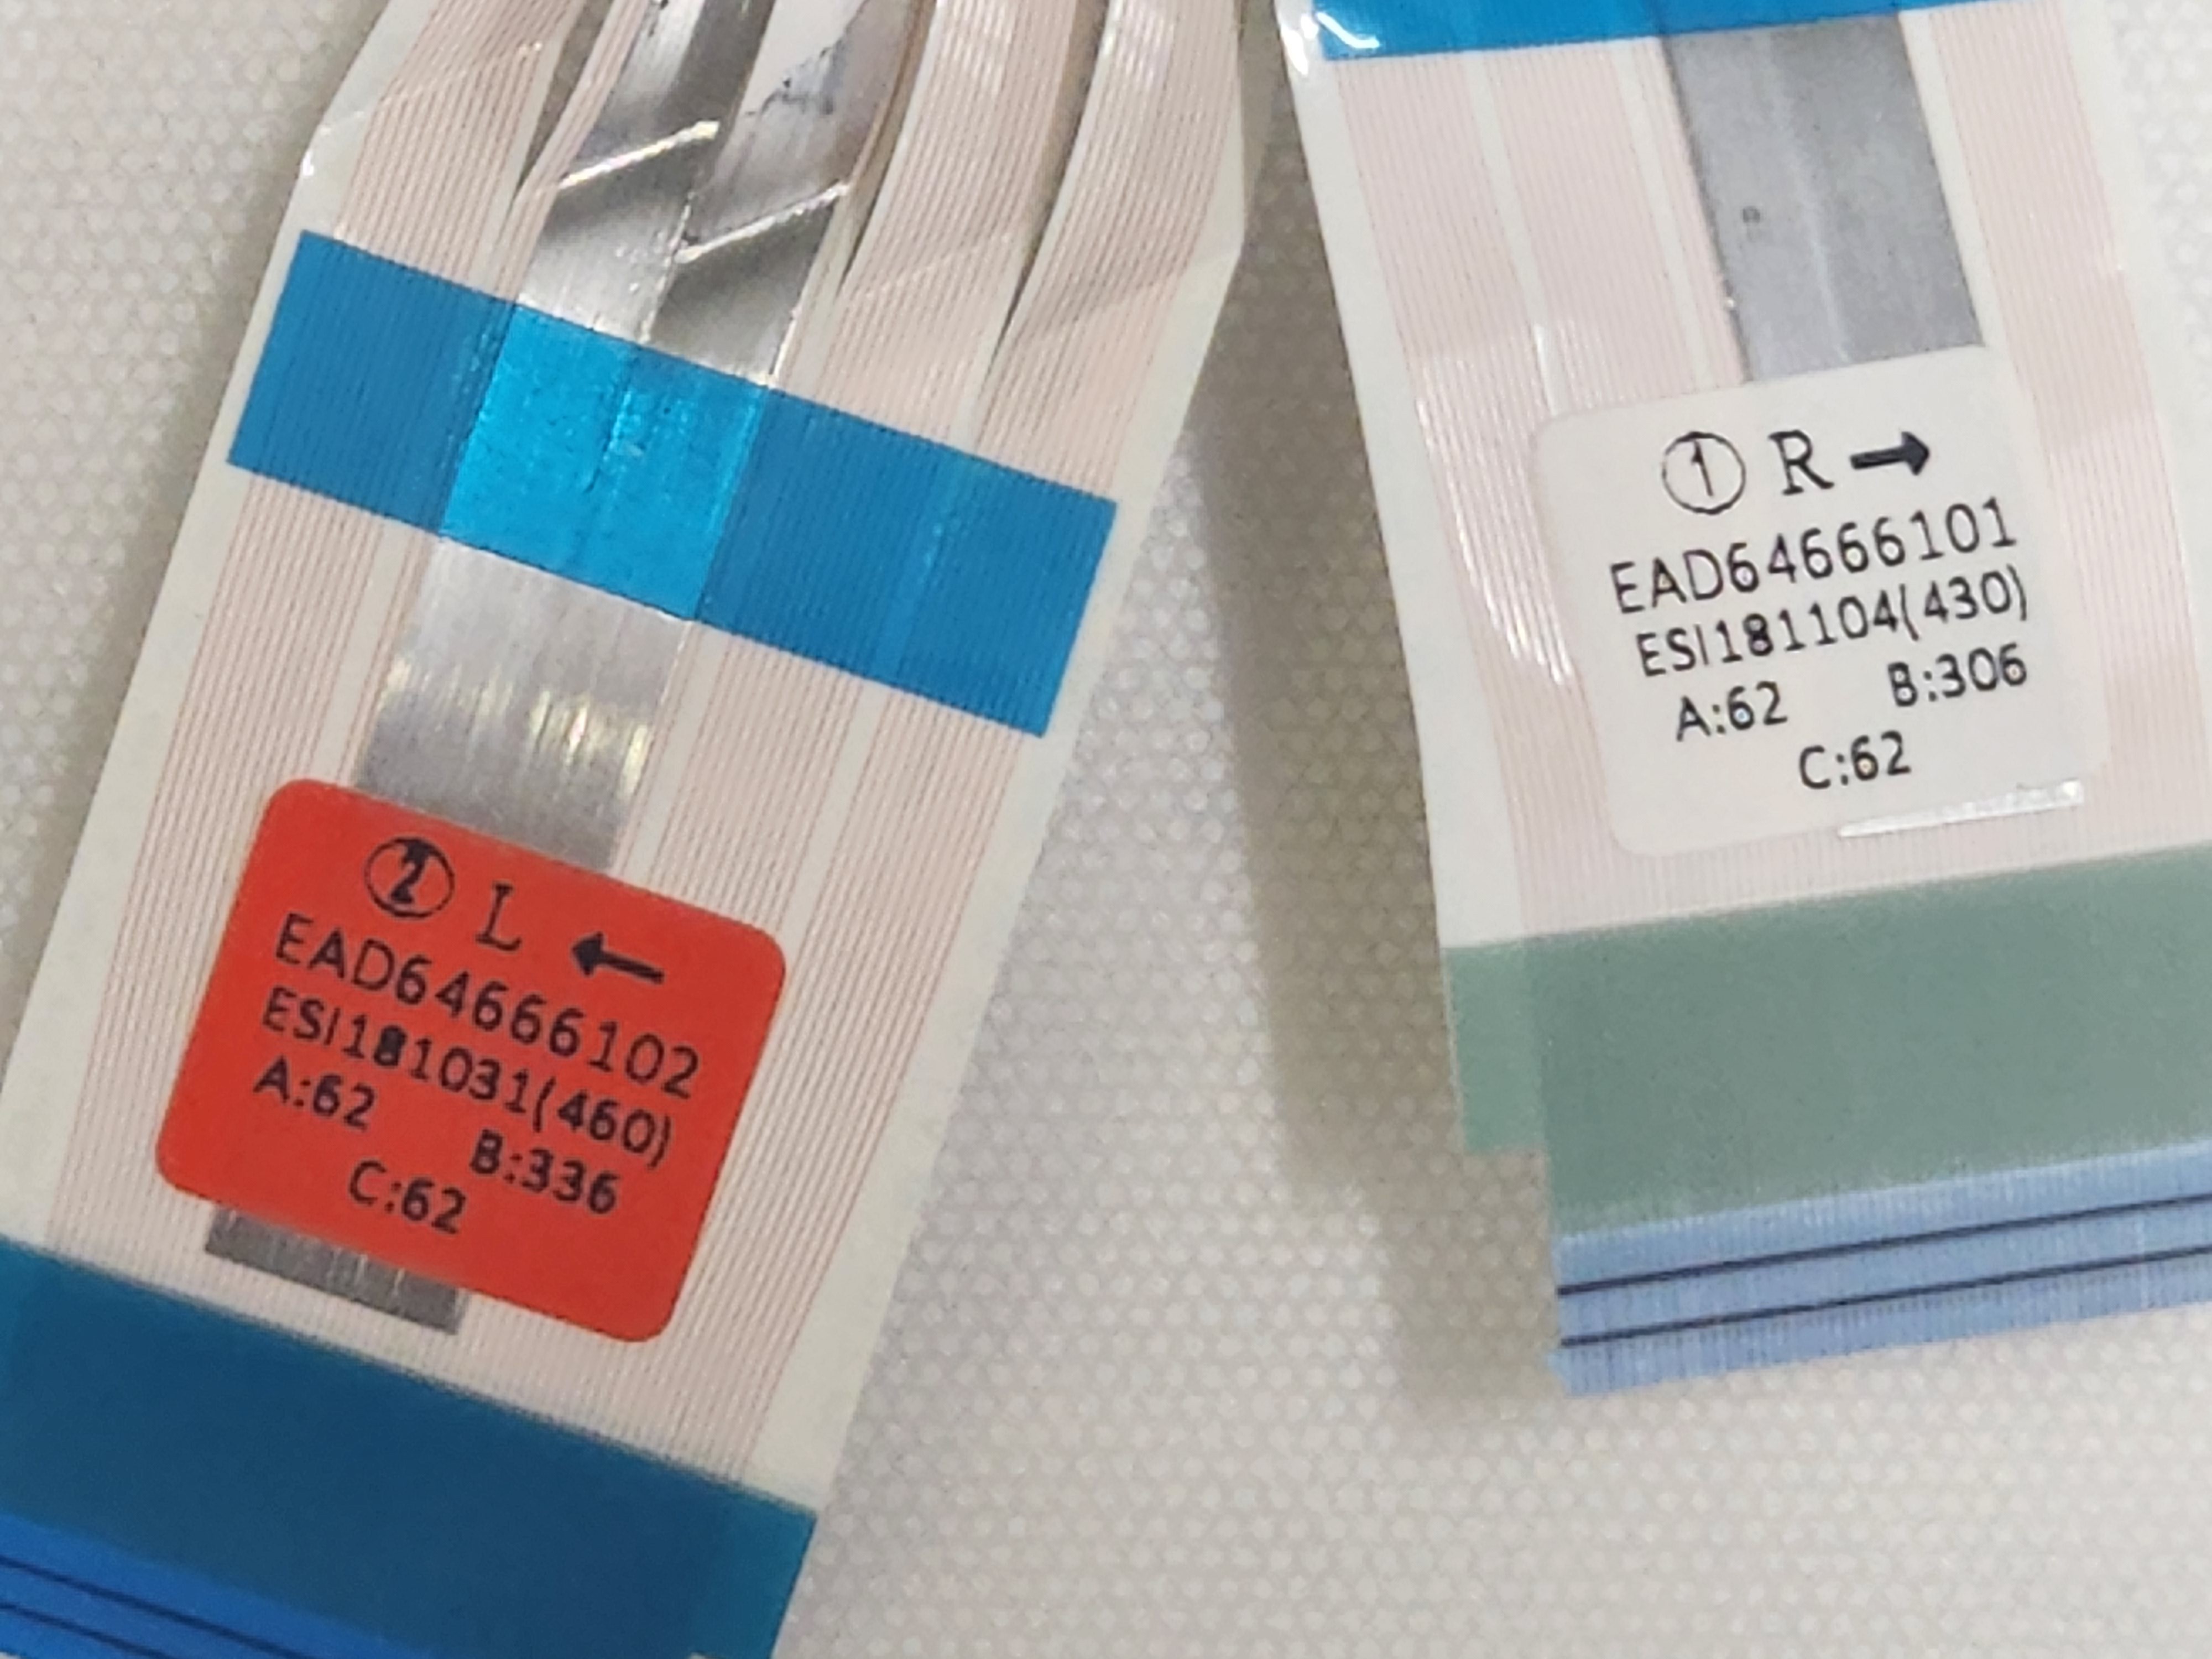 ② L ←
EAD64666102
ESI181031(460)
A:62 B:336
C:62
① R →
EAD64666101
ESI181104(430)
A:62 B:306
C:62